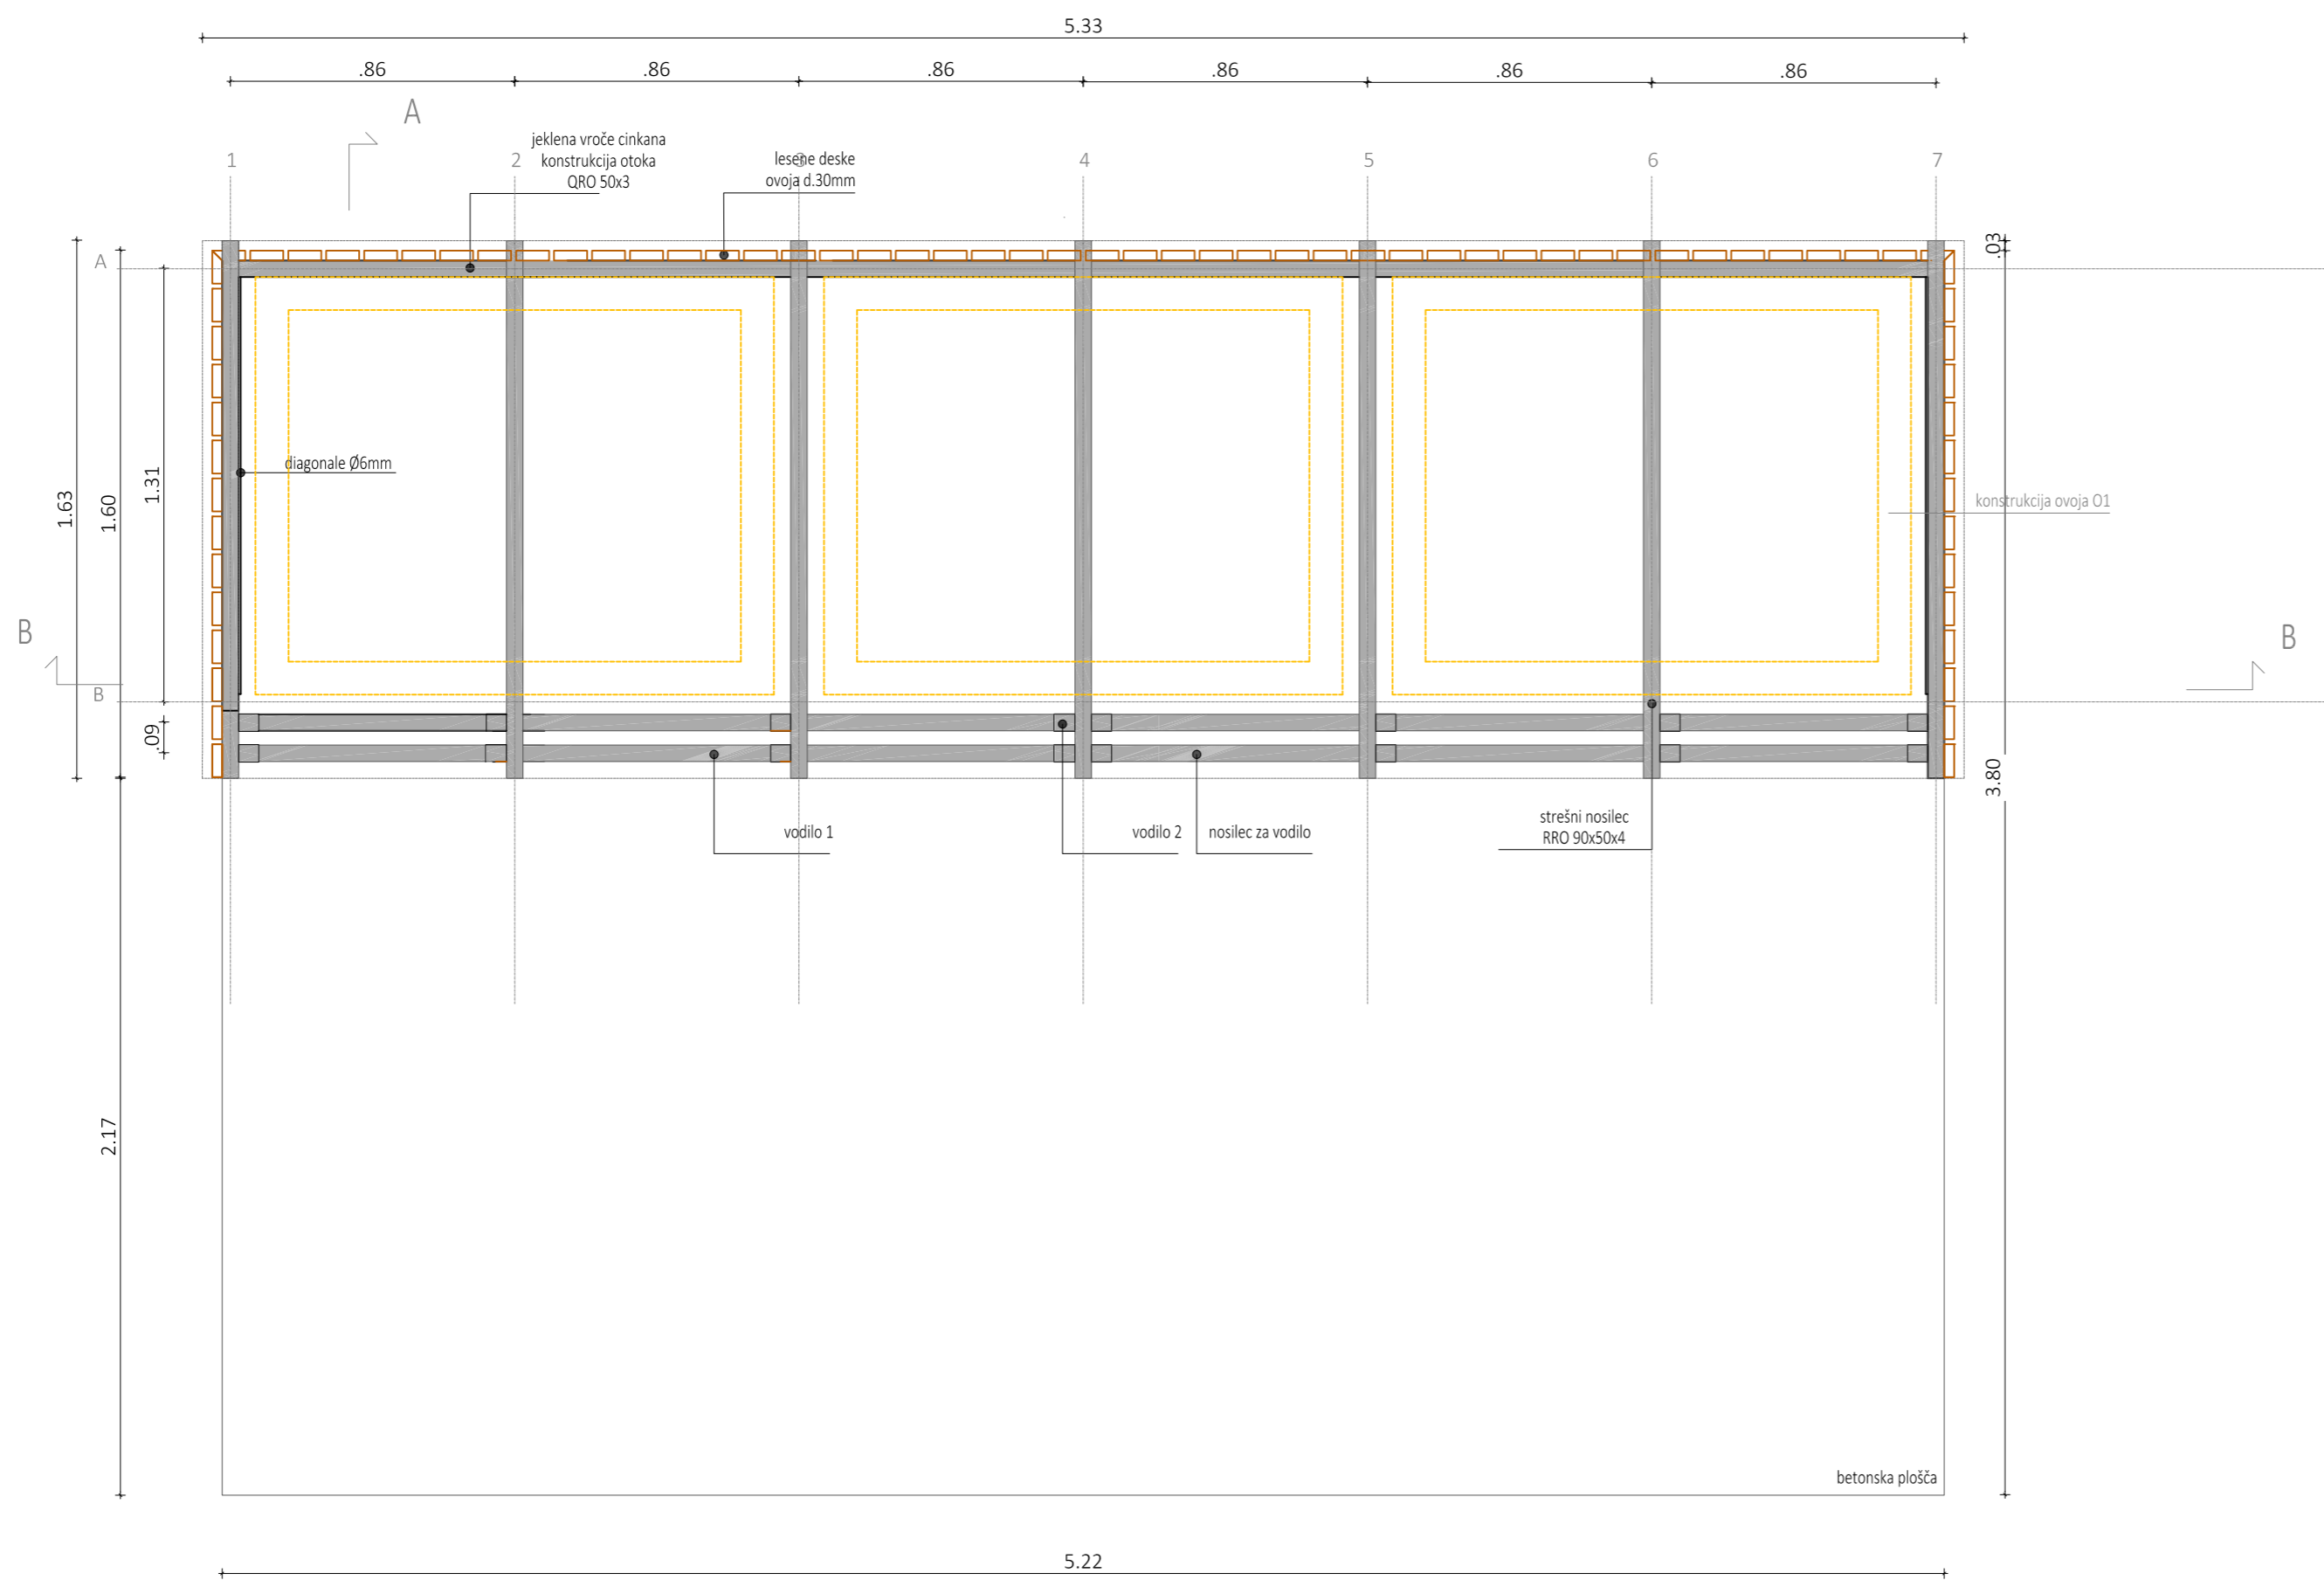 5.33
.86
.86
.86
.86
.86
.86
A
jeklena vroče cinkana
konstrukcija otoka
QRO 50x3
lesene deske
ovoja d.30mm
1
2
3
4
5
6
7
A
.03
diagonale Ø6mm
1.63
1.60
1.31
konstrukcija ovoja O1
B
B
B
.09
3.80
vodilo 1
vodilo 2
nosilec za vodilo
strešni nosilec
RRO 90x50x4
2.17
betonska plošča
5.22